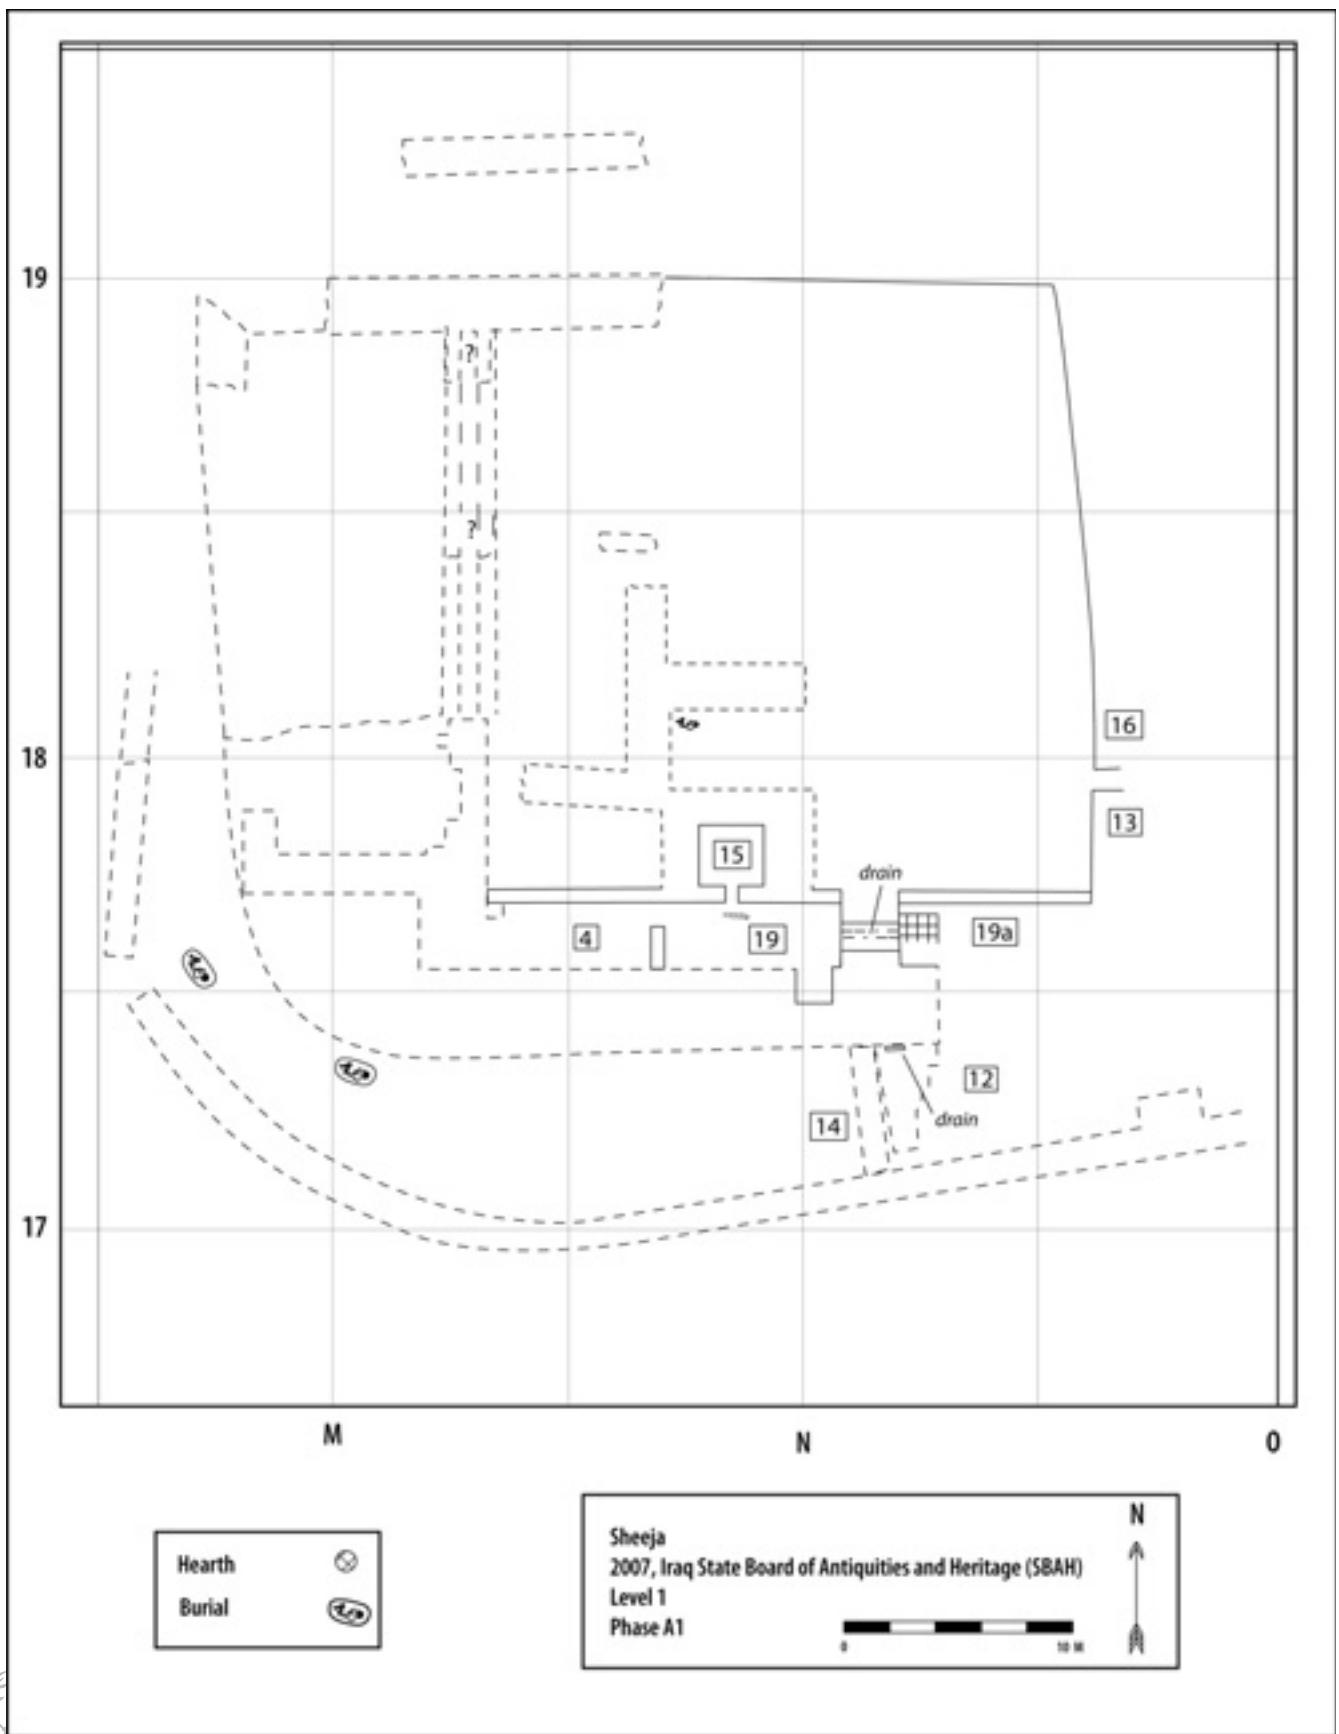 19
?
?
16
18
13
15
drain
4
19
19a
12
14
drain
17
M
N
O
Hearth
Burial
N
Sheeja
2007, Iraq State Board of Antiquities and Heritage (SBAH)
Level 1
Phase A1
0
10 M